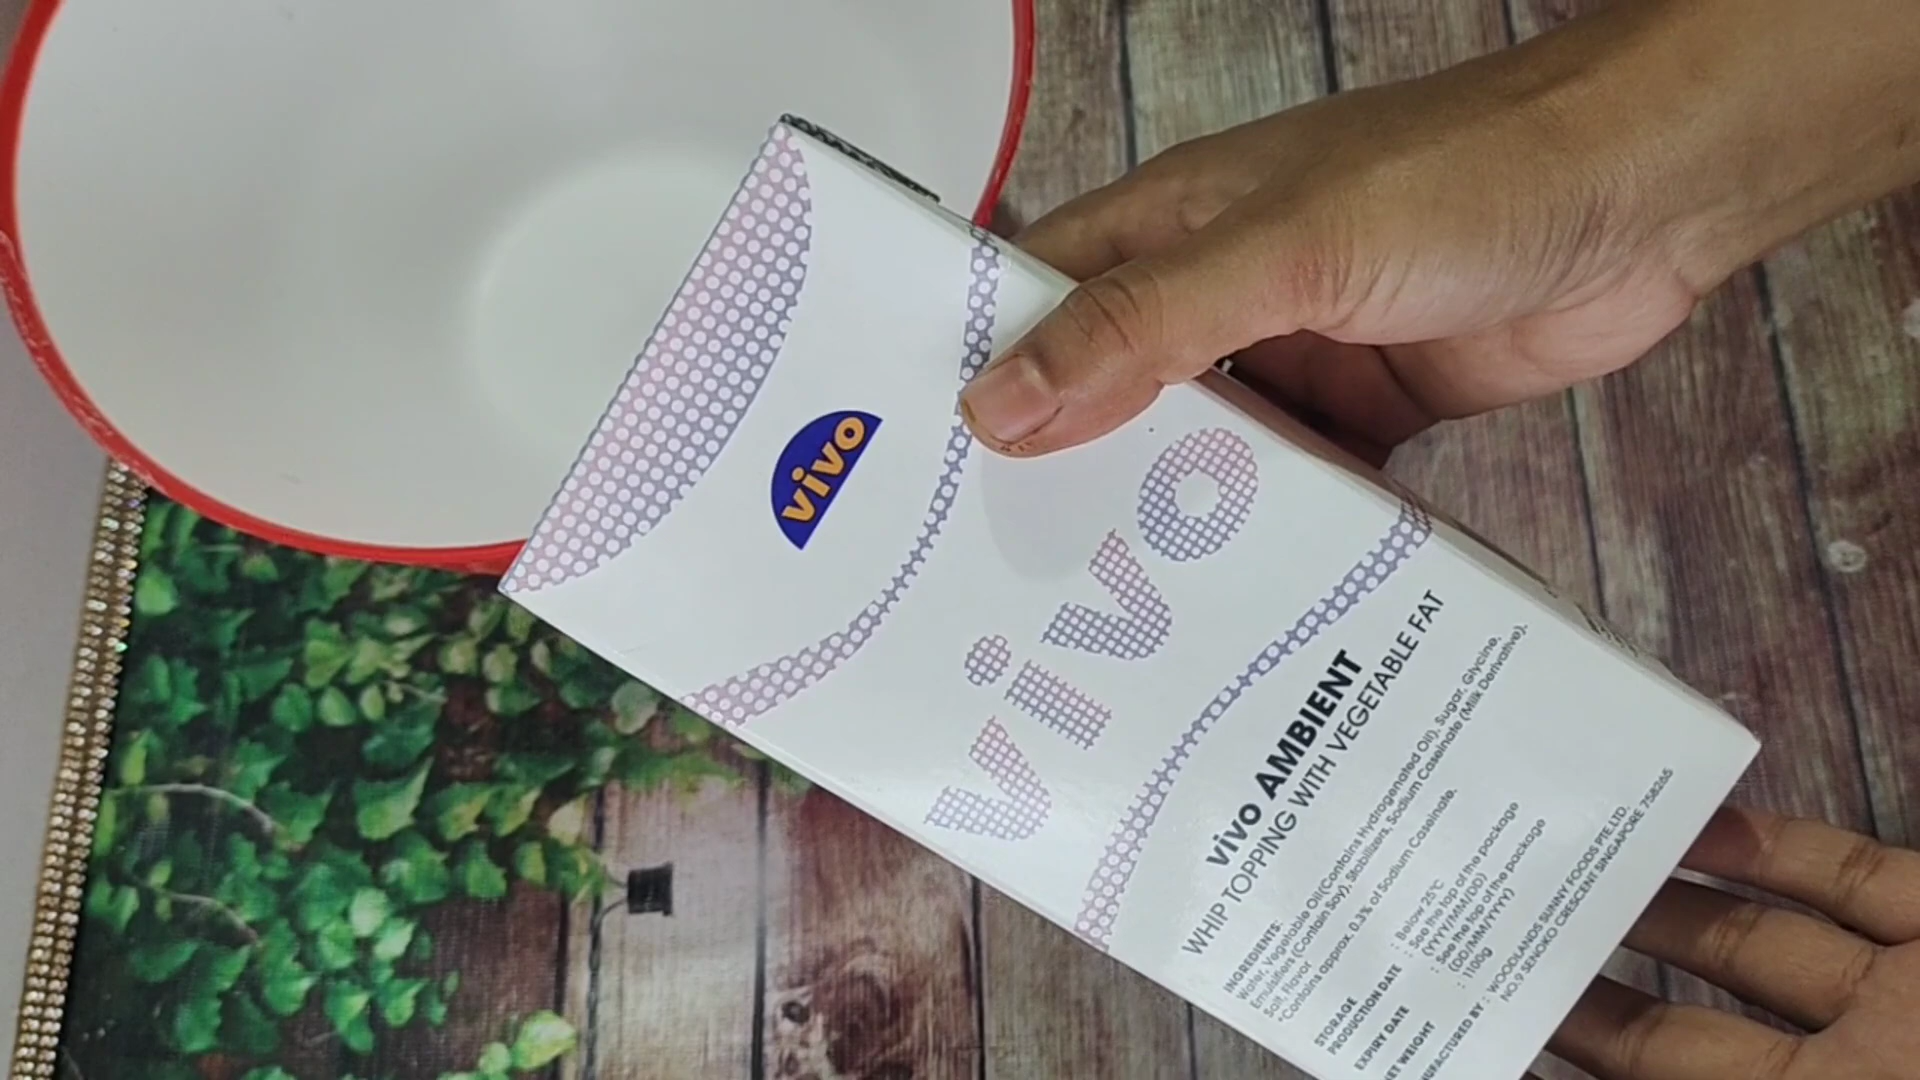 vivo
vivo
vivo AMBIENT
WHIP TOPPING WITH VEGETABLE FAT
INGREDIENTS:
Water, Vegetable Oil(Contains Hydrogenated Oil), Sugar, Glycine,
Emulsifiers (Contain Soy), Stabilizers, Sodium Caseinate (Milk Derivative),
Salt, Flavor
*Contains approx. 0.3% of Sodium Caseinate.
STORAGE : Below 25°C
PRODUCTION DATE : See the top of the package
(YYYY/MM/DD)
EXPIRY DATE : See the top of the package
(DD/MM/YYYY)
ET WEIGHT : 1100g
UFACTURED BY : WOODLANDS SUNNY FOODS PTE.LTD.
NO.9 SENOKO CRESCENT SINGAPORE 758266